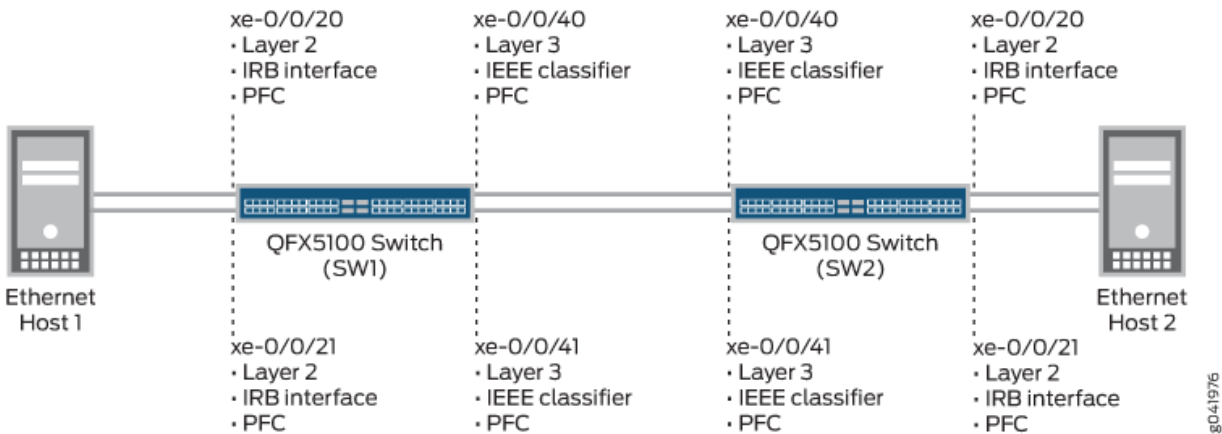 xe-0/0/20
· Layer 2
· IRB interface
· PFC
xe-0/0/40
· Layer 3
· IEEE classifier
· PFC
xe-0/0/40
· Layer 3
· IEEE classifier
· PFC
xe-0/0/20
· Layer 2
· IRB interface
· PFC
Ethernet
Host 1
QFX5100 Switch
(SW1)
QFX5100 Switch
(SW2)
Ethernet
Host 2
xe-0/0/21
· Layer 2
· IRB interface
· PFC
xe-0/0/41
· Layer 3
· IEEE classifier
· PFC
xe-0/0/41
· Layer 3
· IEEE classifier
· PFC
xe-0/0/21
· Layer 2
· IRB interface
· PFC
g041976